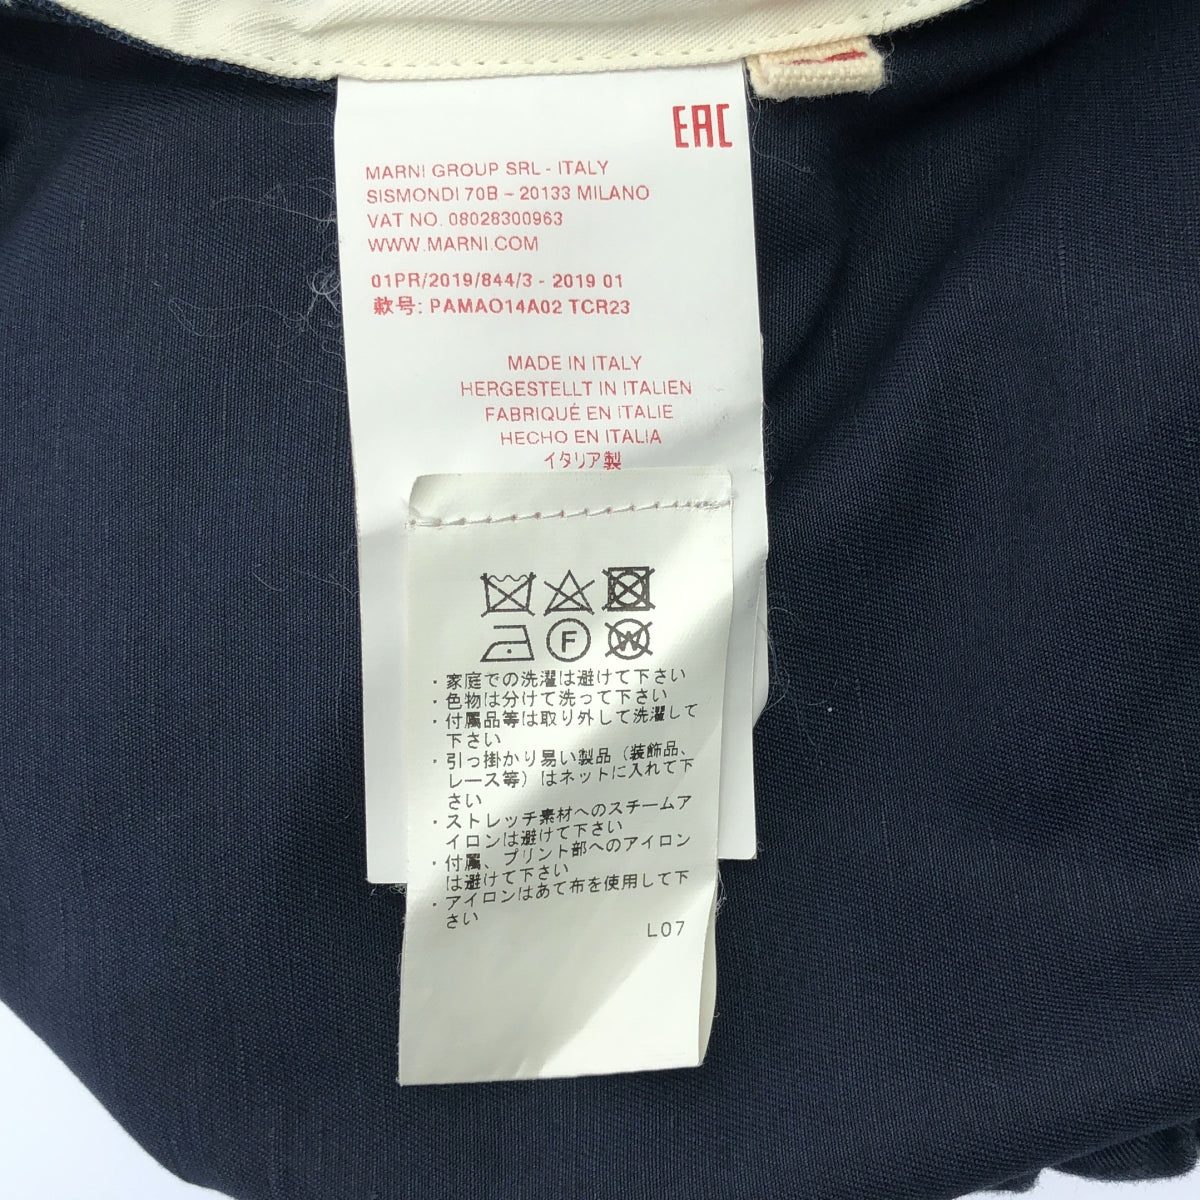 EAC
MARNI GROUP SRL - ITALY
SISMONDI 70B - 20133 MILANO
VAT NO. 08028300963
WWW.MARNI.COM
01PR/2019/844/3 - 2019 01
款号: PAMAO14A02 TCR23
MADE IN ITALY
HERGESTELLT IN ITALIEN
FABRIQUÉ EN ITALIE
HECHO EN ITALIA
イタリア製
F
W
・家庭での洗濯は避けて下さい
・色物は分けて洗って下さい
・付属品等は取り外して洗濯して
下さい
・引っ掛かり易い製品（装飾品、
レース等）はネットに入れて下
さい
・ストレッチ素材へのスチームア
イロンは避けて下さい
・付属、プリント部へのアイロン
は避けて下さい
・アイロンはあて布を使用して下
さい
L07